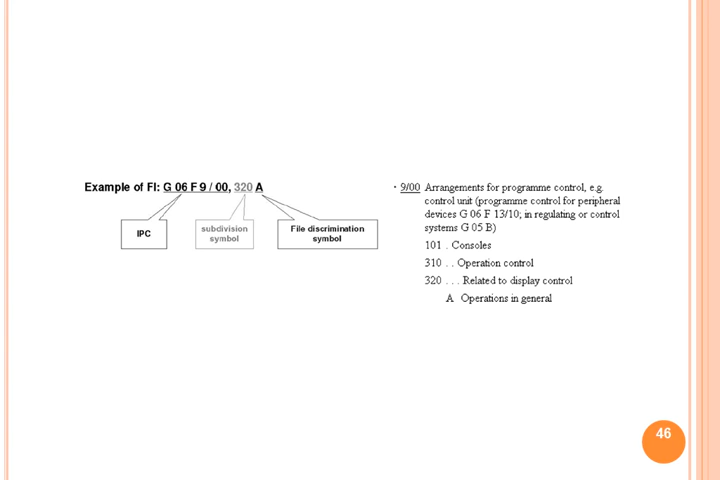 Example of FI: G 06 F 9 / 00, 320 A
IPC
subdivision
symbol
File discrimination
symbol
· 9/00 Arrangements for programme control, e.g.
control unit (programme control for peripheral
devices G 06 F 13/10; in regulating or control
systems G 05 B)
101 . Consoles
310 . . Operation control
320 . . . Related to display control
A Operations in general
46